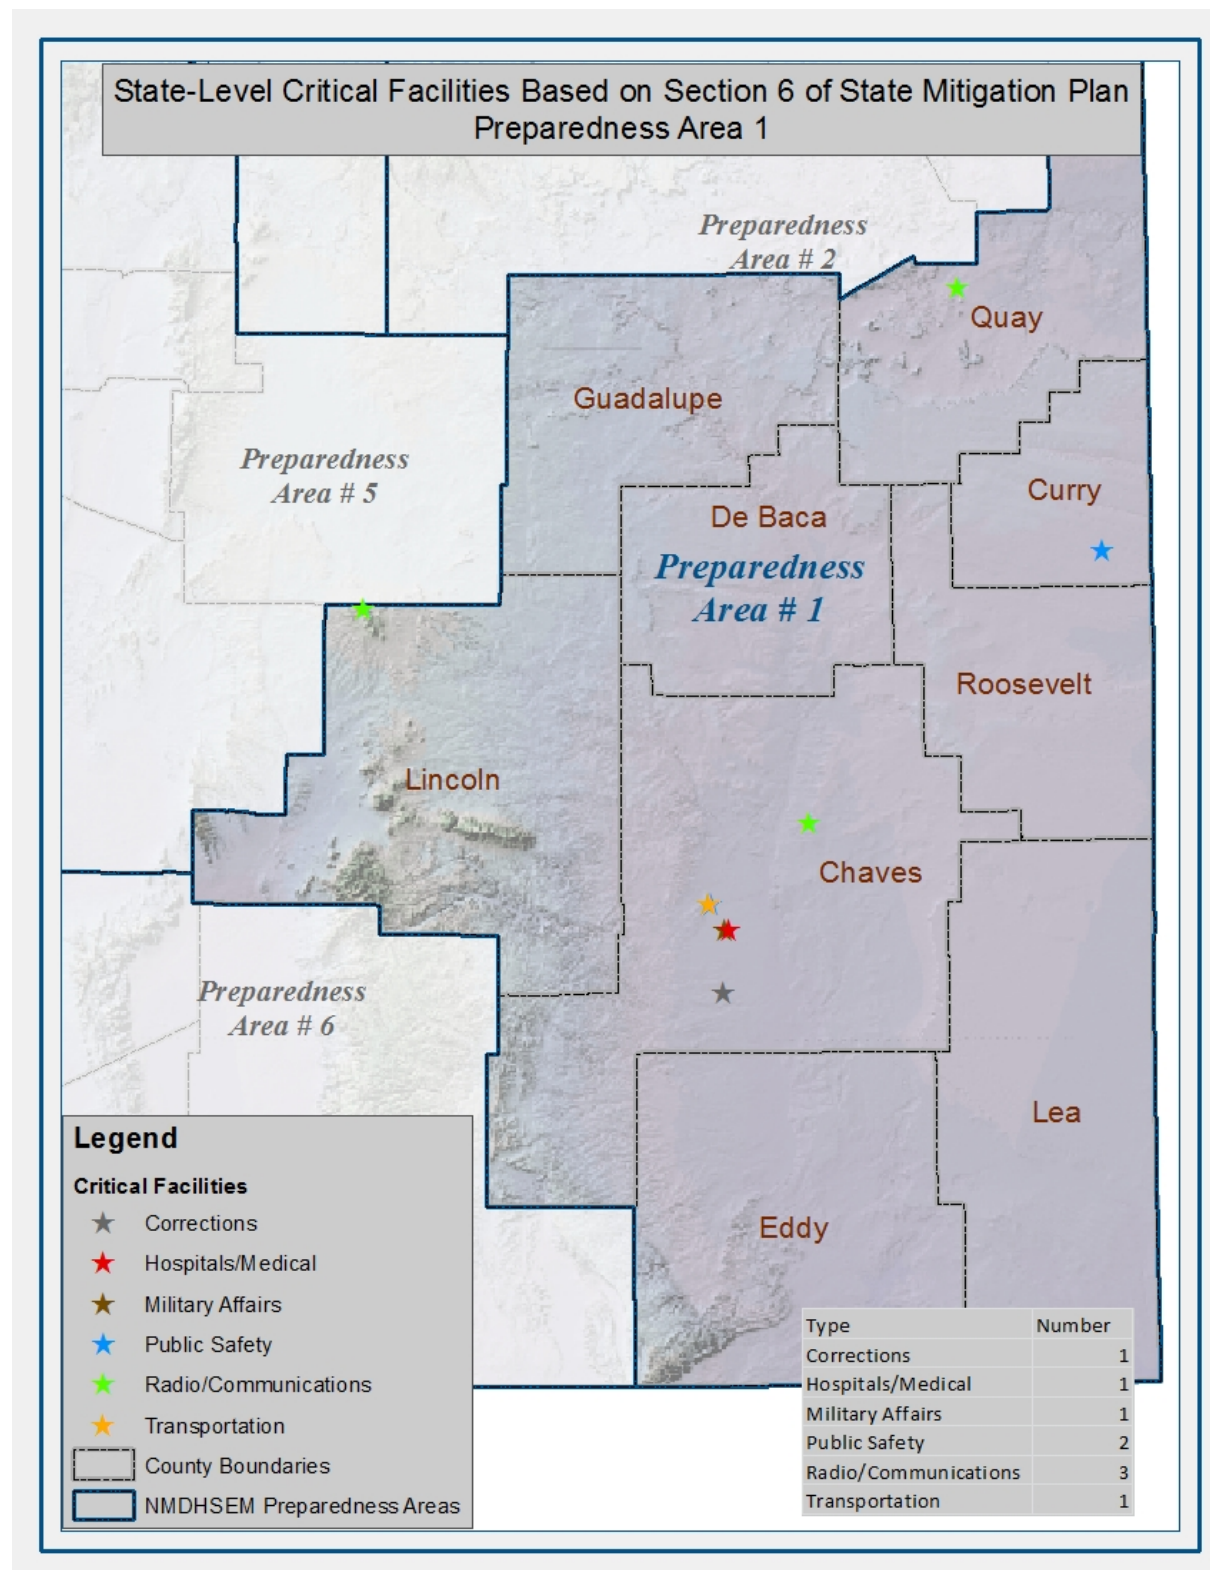 State-Level Critical Facilities Based on Section 6 of State Mitigation Plan
Preparedness Area 1
Preparedness
Area # 2
Quay
Guadalupe
Preparedness
Area # 5
Curry
De Baca
Preparedness
Area # 1
Roosevelt
Lincoln
Chaves
Preparedness
Area # 6
Lea
Eddy
Legend
Critical Facilities
Corrections
Hospitals/Medical
Military Affairs
Public Safety
Radio/Communications
Transportation
County Boundaries
NMDHSEM Preparedness Areas
Type Number
Corrections 1
Hospitals/Medical 1
Military Affairs 1
Public Safety 2
Radio/Communications 3
Transportation 1